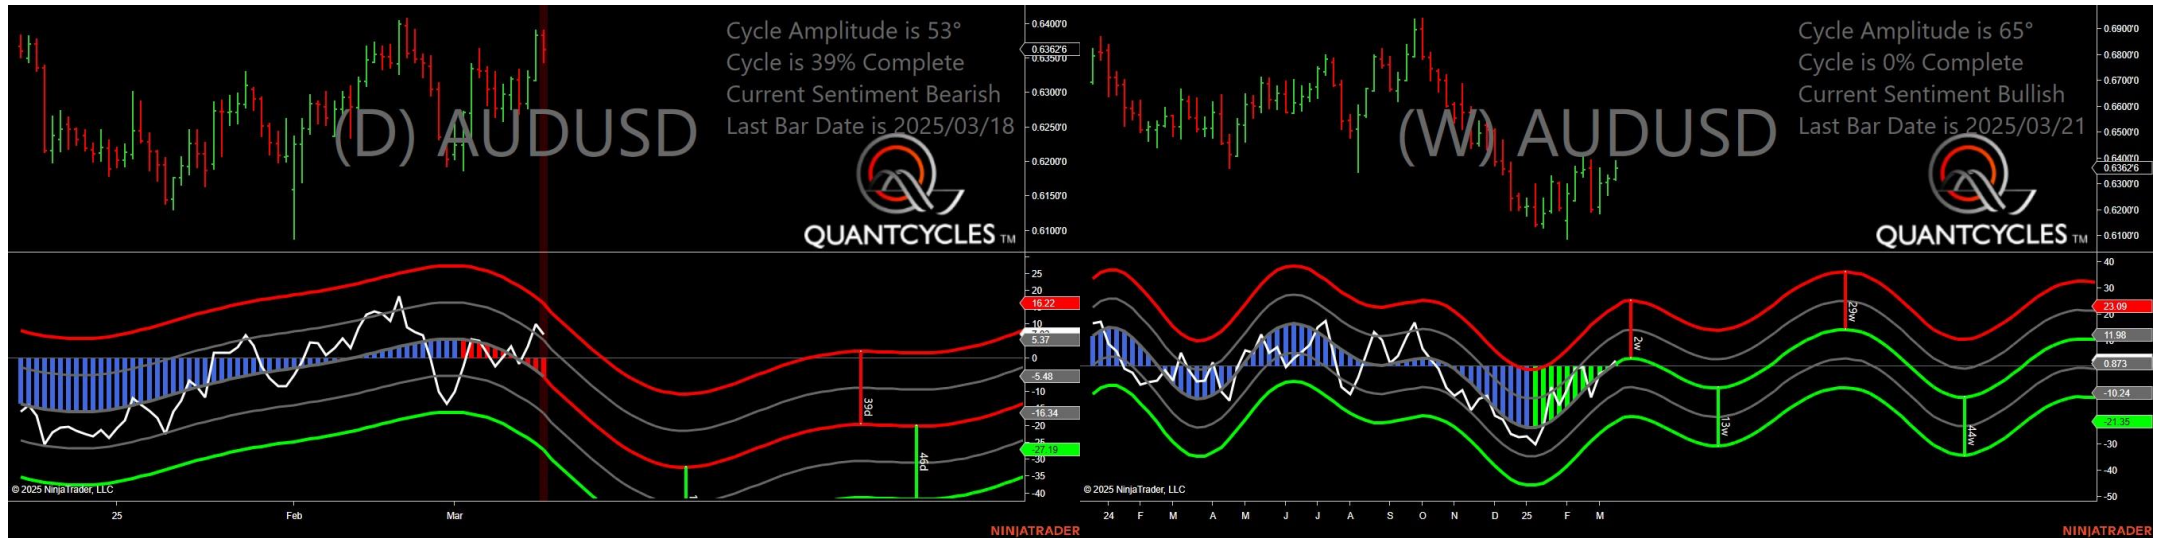 Cycle Amplitude is 53°
Cycle is 39% Complete
Current Sentiment Bearish
Last Bar Date is 2025/03/18
(D) AUDUSD
QUANTCYCLES TM
0.6400'0
0.6362'6
0.6350'0
0.6300'0
0.6250'0
0.6200'0
0.6150'0
0.6100'0
25
20
16.22
10
5.37
0
-5.48
-10
-16.34
-20
-25
-27.19
-30
-35
-40
39d
46d
© 2025 NinjaTrader, LLC
25
Feb
Mar
NINJATRADER
Cycle Amplitude is 65°
Cycle is 0% Complete
Current Sentiment Bullish
Last Bar Date is 2025/03/21
(W) AUDUSD
QUANTCYCLES TM
0.6900'0
0.6800'0
0.6700'0
0.6600'0
0.6500'0
0.6400'0
0.6362'6
0.6300'0
0.6200'0
0.6100'0
40
30
23.09
20
11.98
0.873
-10.24
-21.35
-30
-40
-50
2w
29w
13w
44w
© 2025 NinjaTrader, LLC
24 F M A M J J A S O N D 25 F M
NINJATRADER